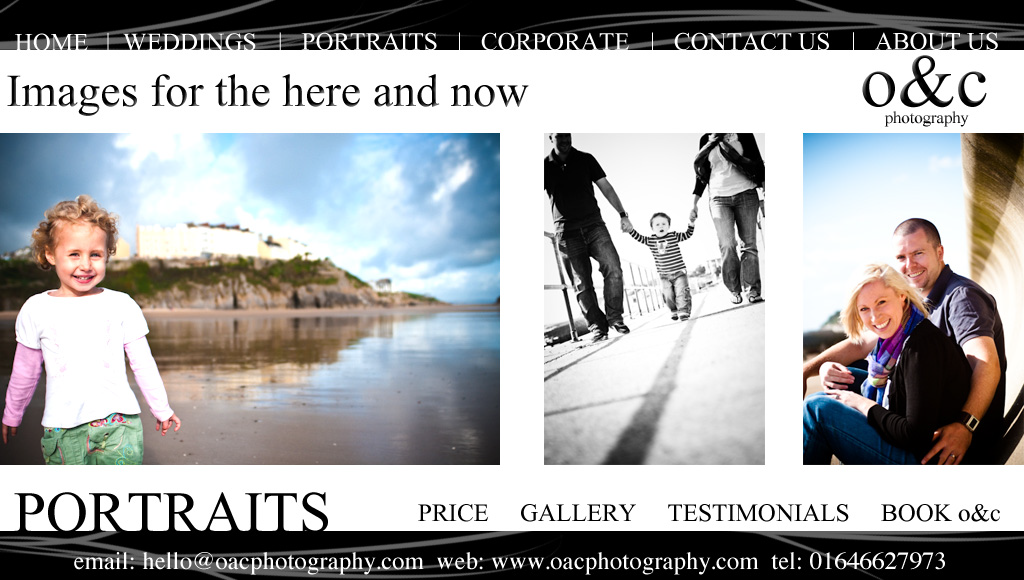 HOME | WEDDINGS | PORTRAITS | CORPORATE | CONTACT US | ABOUT US
Images for the here and now
o&c
photography
PORTRAITS
PRICE GALLERY TESTIMONIALS BOOK o&c
email: hello@oacphotography.com web: www.oacphotography.com tel: 01646627973